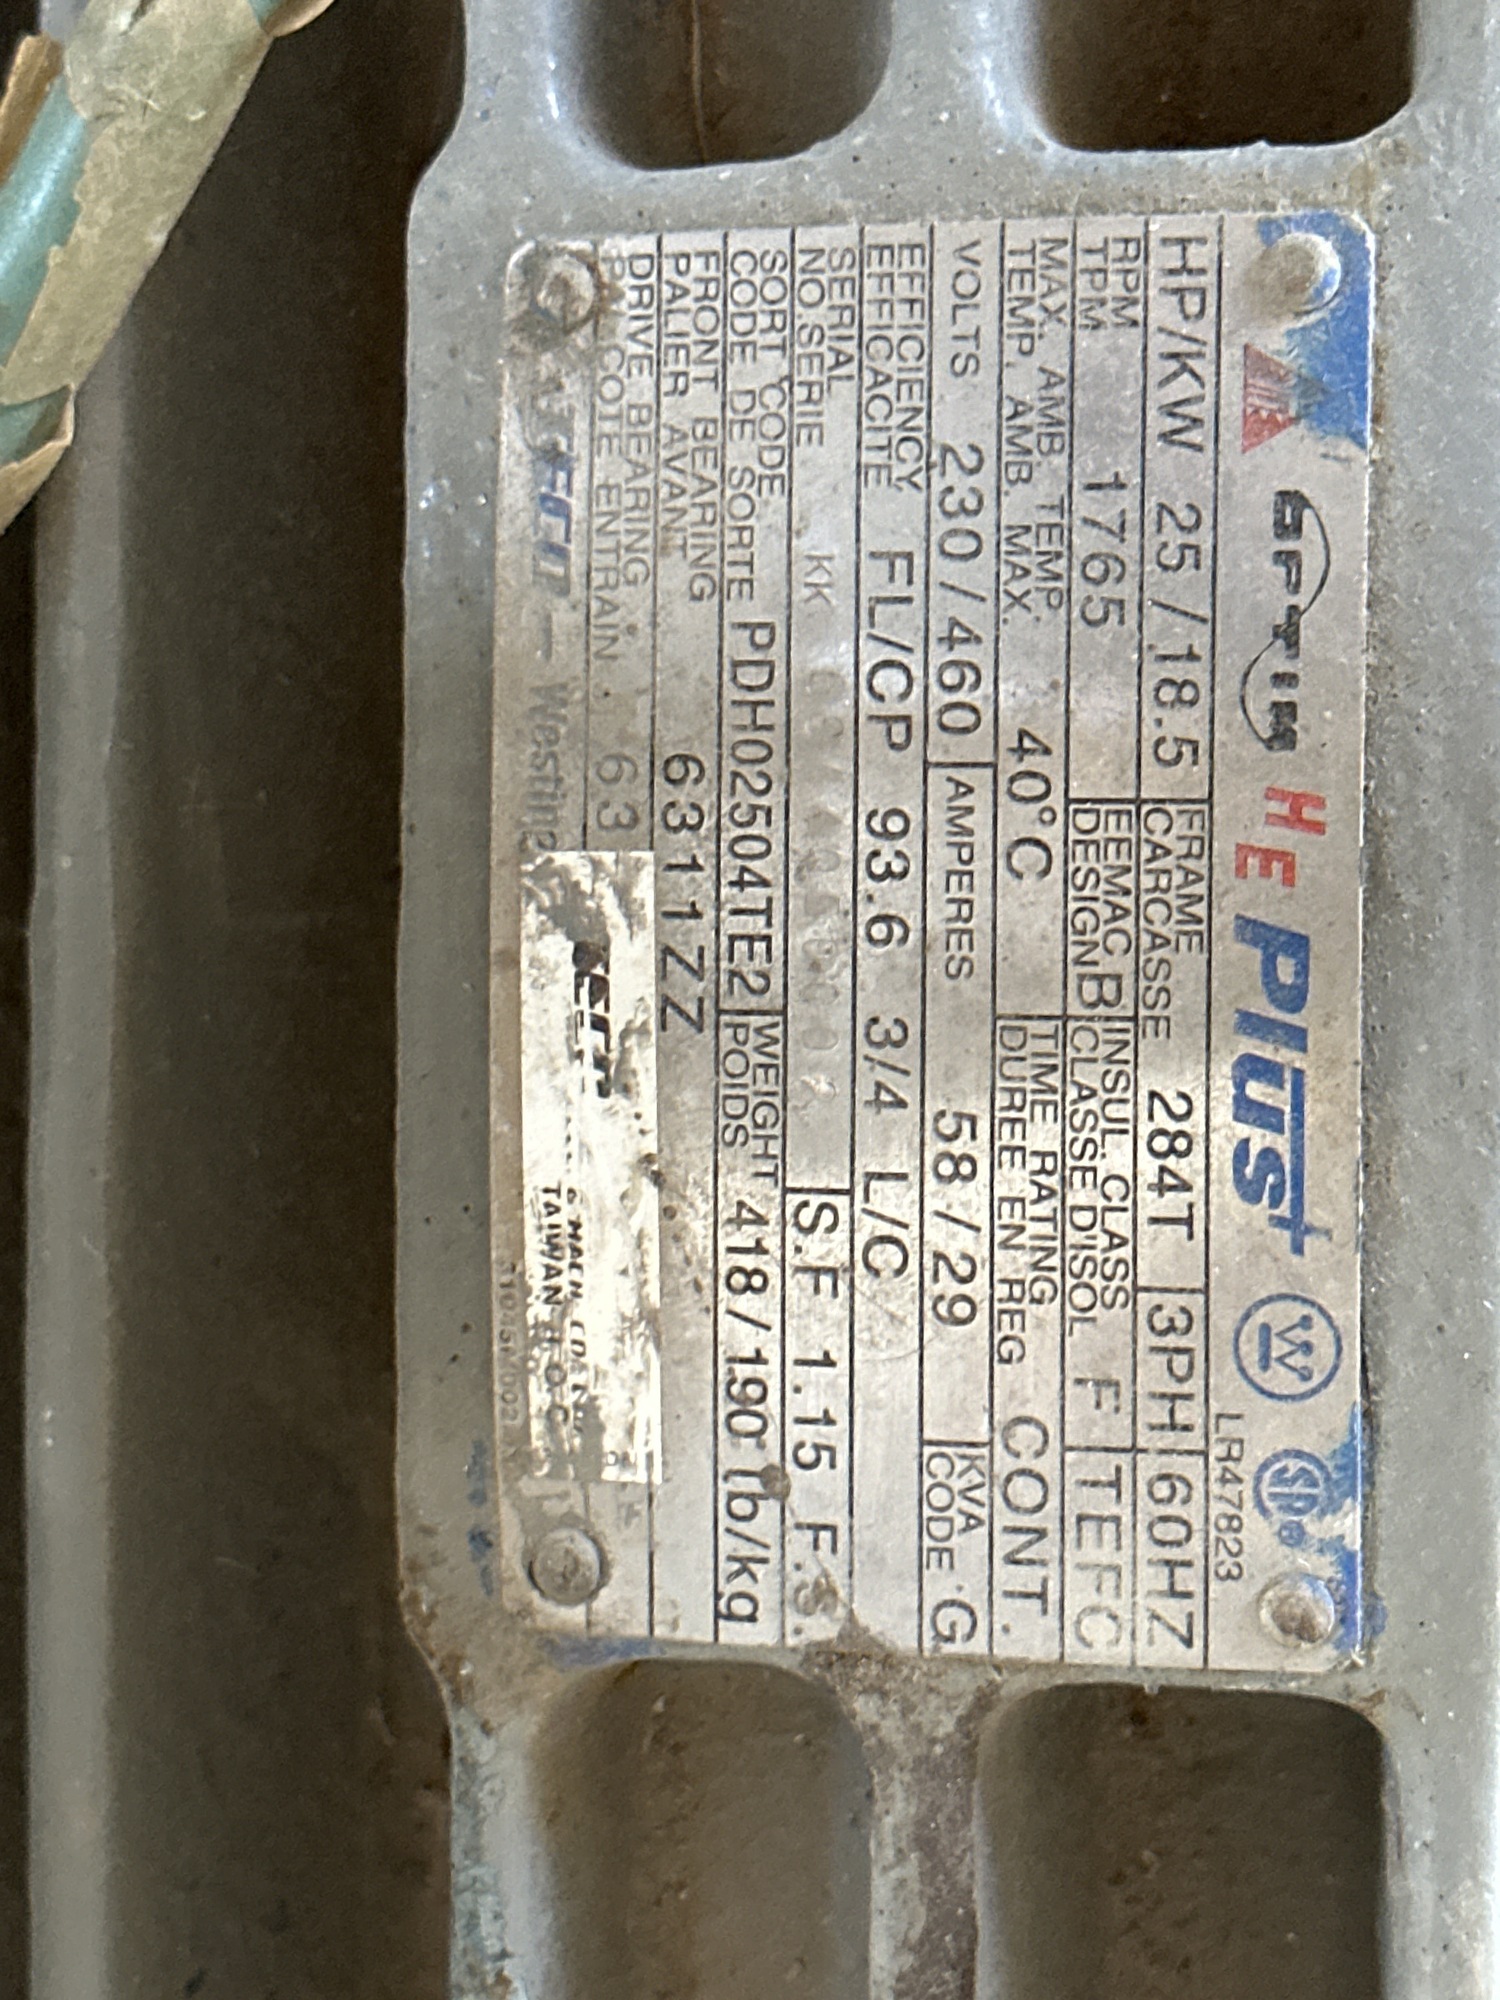 OPTIM HE PLUS
LR47823
HP/KW 25 / 18.5 FRAME CARCASSE 284T 3PH 60HZ
RPM TPM 1765 EEMAC DESIGN B INSUL. CLASS CLASSE D'ISOL F TEFC
MAX. AMB. TEMP. TEMP. AMB. MAX. 40°C TIME RATING DUREE EN REG CONT.
VOLTS 230 / 460 AMPERES 58 / 29 KVA CODE G
EFFICIENCY EFFICACITE FL/CP 93.6 3/4 L/C
SERIAL NO.SERIE KK S.F 1.15 F.S.
SORT CODE CODE DE SORTE PDH02504TE2 WEIGHT POIDS 418 / 190 lb/kg
FRONT BEARING PALIER AVANT 6311ZZ
DRIVE BEARING COTE ENTRAIN. 63
TECO – Westing
TAIWAN